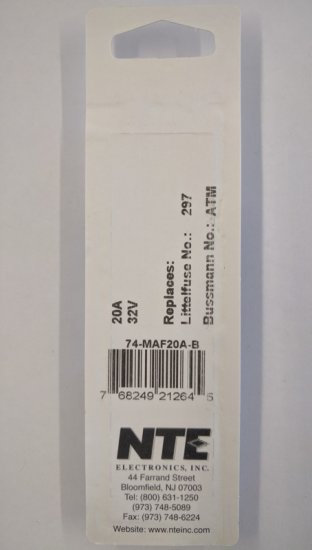 20A
32V
Replaces:
Littelfuse No.: 297
Bussmann No.: ATM
74-MAF20A-B
7 68249 21264 6
NTE
ELECTRONICS, INC.
44 Farrand Street
Bloomfield, NJ 07003
Tel: (800) 631-1250
(973) 748-5089
Fax: (973) 748-6224
Website: www.nteinc.com